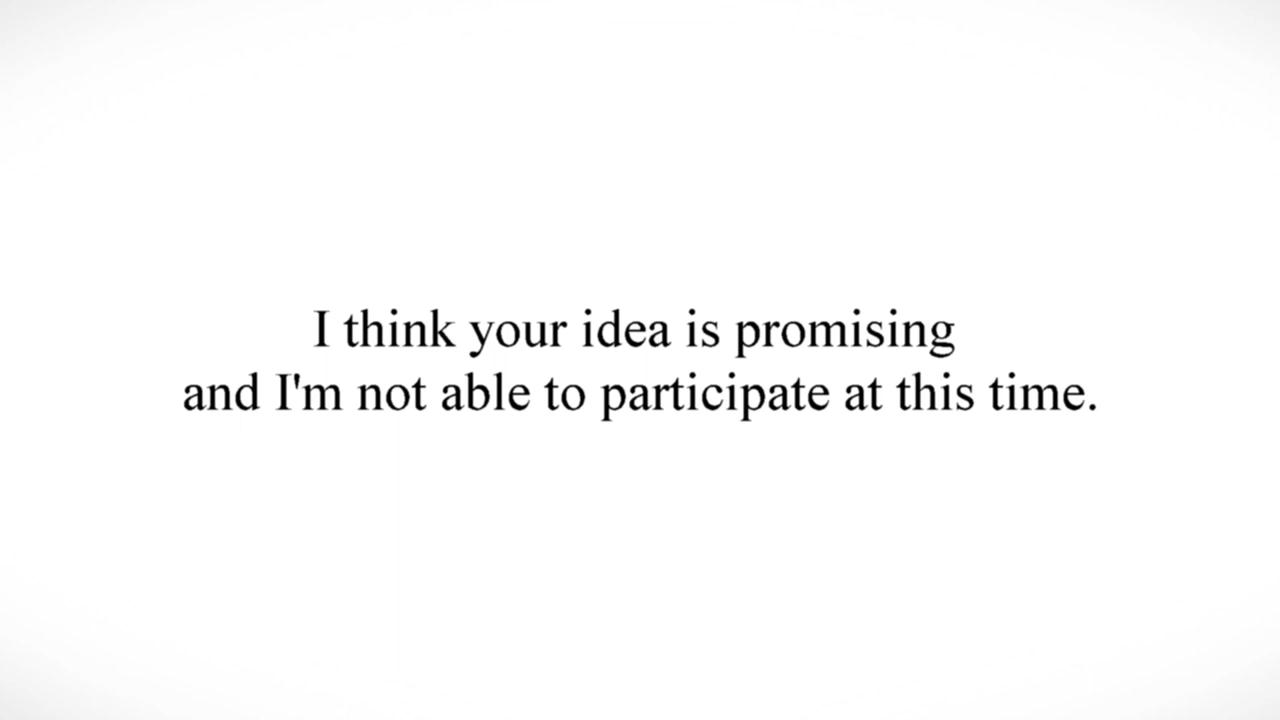 I think your idea is promising
and I'm not able to participate at this time.